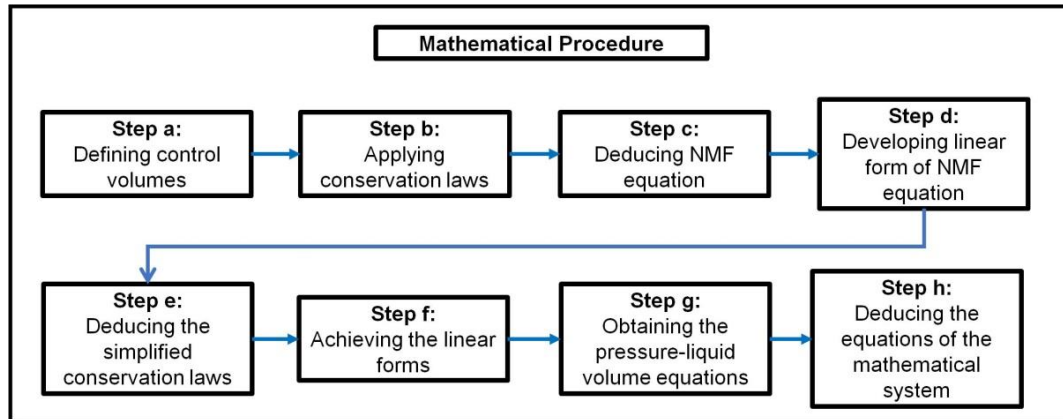 Mathematical Procedure
Step a:
Defining control
volumes
Step b:
Applying
conservation laws
Step c:
Deducing NMF
equation
Step d:
Developing linear
form of NMF
equation
Step e:
Deducing the
simplified
conservation laws
Step f:
Achieving the linear
forms
Step g:
Obtaining the
pressure-liquid
volume equations
Step h:
Deducing the
equations of the
mathematical
system